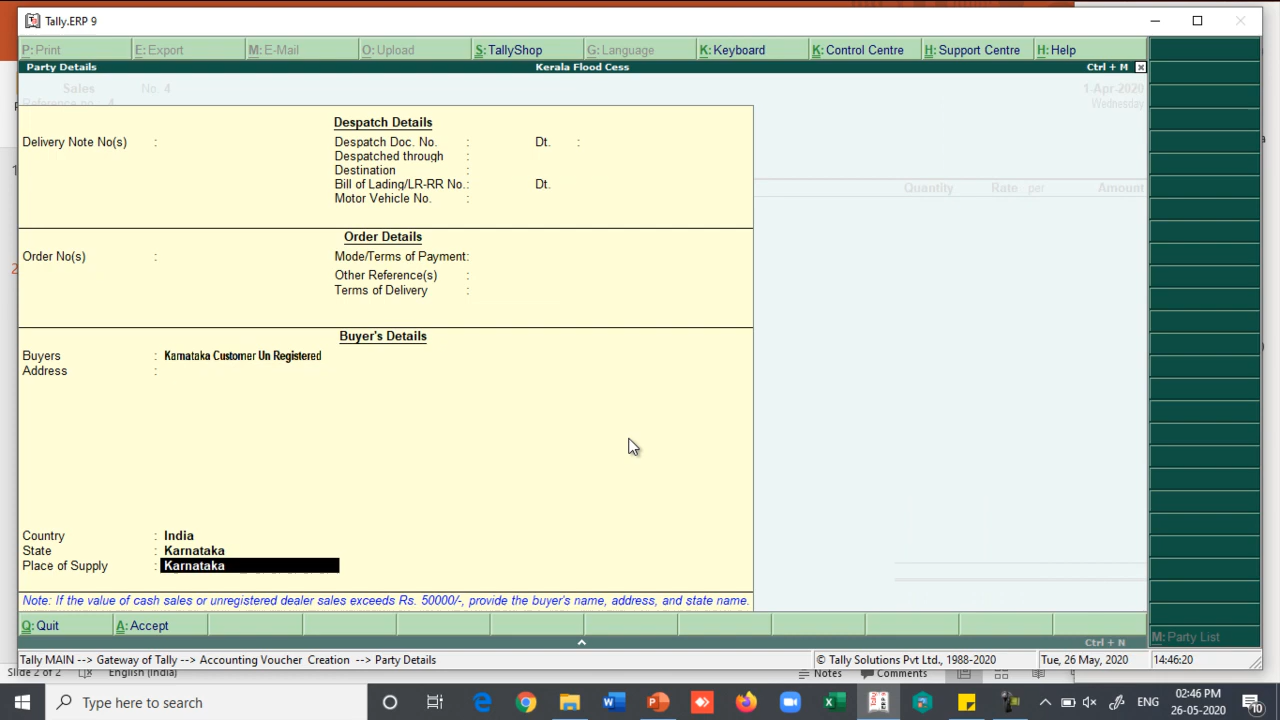 Tally.ERP 9
P: Print E: Export M: E-Mail O: Upload S: TallyShop G: Language K: Keyboard K: Control Centre H: Support Centre H: Help
Party Details Kerala Flood Cess Ctrl + M
Sales No. 4 1-Apr-2020
Reference no. 4 Wednesday
Despatch Details
Delivery Note No(s) : Despatch Doc. No. : Dt. :
Despatched through :
Destination :
Bill of Lading/LR-RR No.: Dt.
Motor Vehicle No. :
Quantity Rate per Amount
Order Details
Order No(s) : Mode/Terms of Payment:
Other Reference(s) :
Terms of Delivery :
Buyer's Details
Buyers : Karnataka Customer Un Registered
Address :
Country : India
State : Karnataka
Place of Supply : Karnataka
Note: If the value of cash sales or unregistered dealer sales exceeds Rs. 50000/-, provide the buyer's name, address, and state name.
Q: Quit A: Accept
M: Party List
Ctrl + N
Tally MAIN --> Gateway of Tally --> Accounting Voucher Creation --> Party Details © Tally Solutions Pvt Ltd., 1988-2020 Tue, 26 May, 2020 14:46:20
Slide 2 of 2 English (India) Notes Comments
Type here to search ENG 02:46 PM
26-05-2020 10